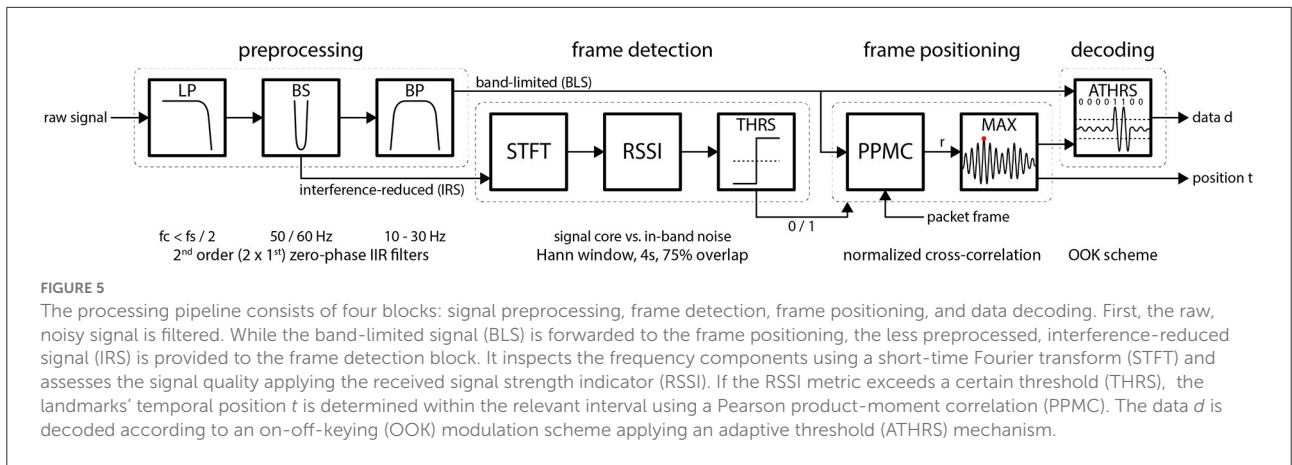 preprocessing
frame detection
frame positioning
decoding
LP
BS
BP
band-limited (BLS)
ATHRS
0 0 0 0 1 1 0 0
raw signal
data d
STFT
RSSI
THRS
PPMC
r
MAX
interference-reduced (IRS)
position t
0 / 1
packet frame
fc < fs / 2
50 / 60 Hz
10 - 30 Hz
2nd order (2 x 1st) zero-phase IIR filters
signal core vs. in-band noise
Hann window, 4s, 75% overlap
normalized cross-correlation
OOK scheme
FIGURE 5
The processing pipeline consists of four blocks: signal preprocessing, frame detection, frame positioning, and data decoding. First, the raw,
noisy signal is filtered. While the band-limited signal (BLS) is forwarded to the frame positioning, the less preprocessed, interference-reduced
signal (IRS) is provided to the frame detection block. It inspects the frequency components using a short-time Fourier transform (STFT) and
assesses the signal quality applying the received signal strength indicator (RSSI). If the RSSI metric exceeds a certain threshold (THRS), the
landmarks' temporal position t is determined within the relevant interval using a Pearson product-moment correlation (PPMC). The data d is
decoded according to an on-off-keying (OOK) modulation scheme applying an adaptive threshold (ATHRS) mechanism.